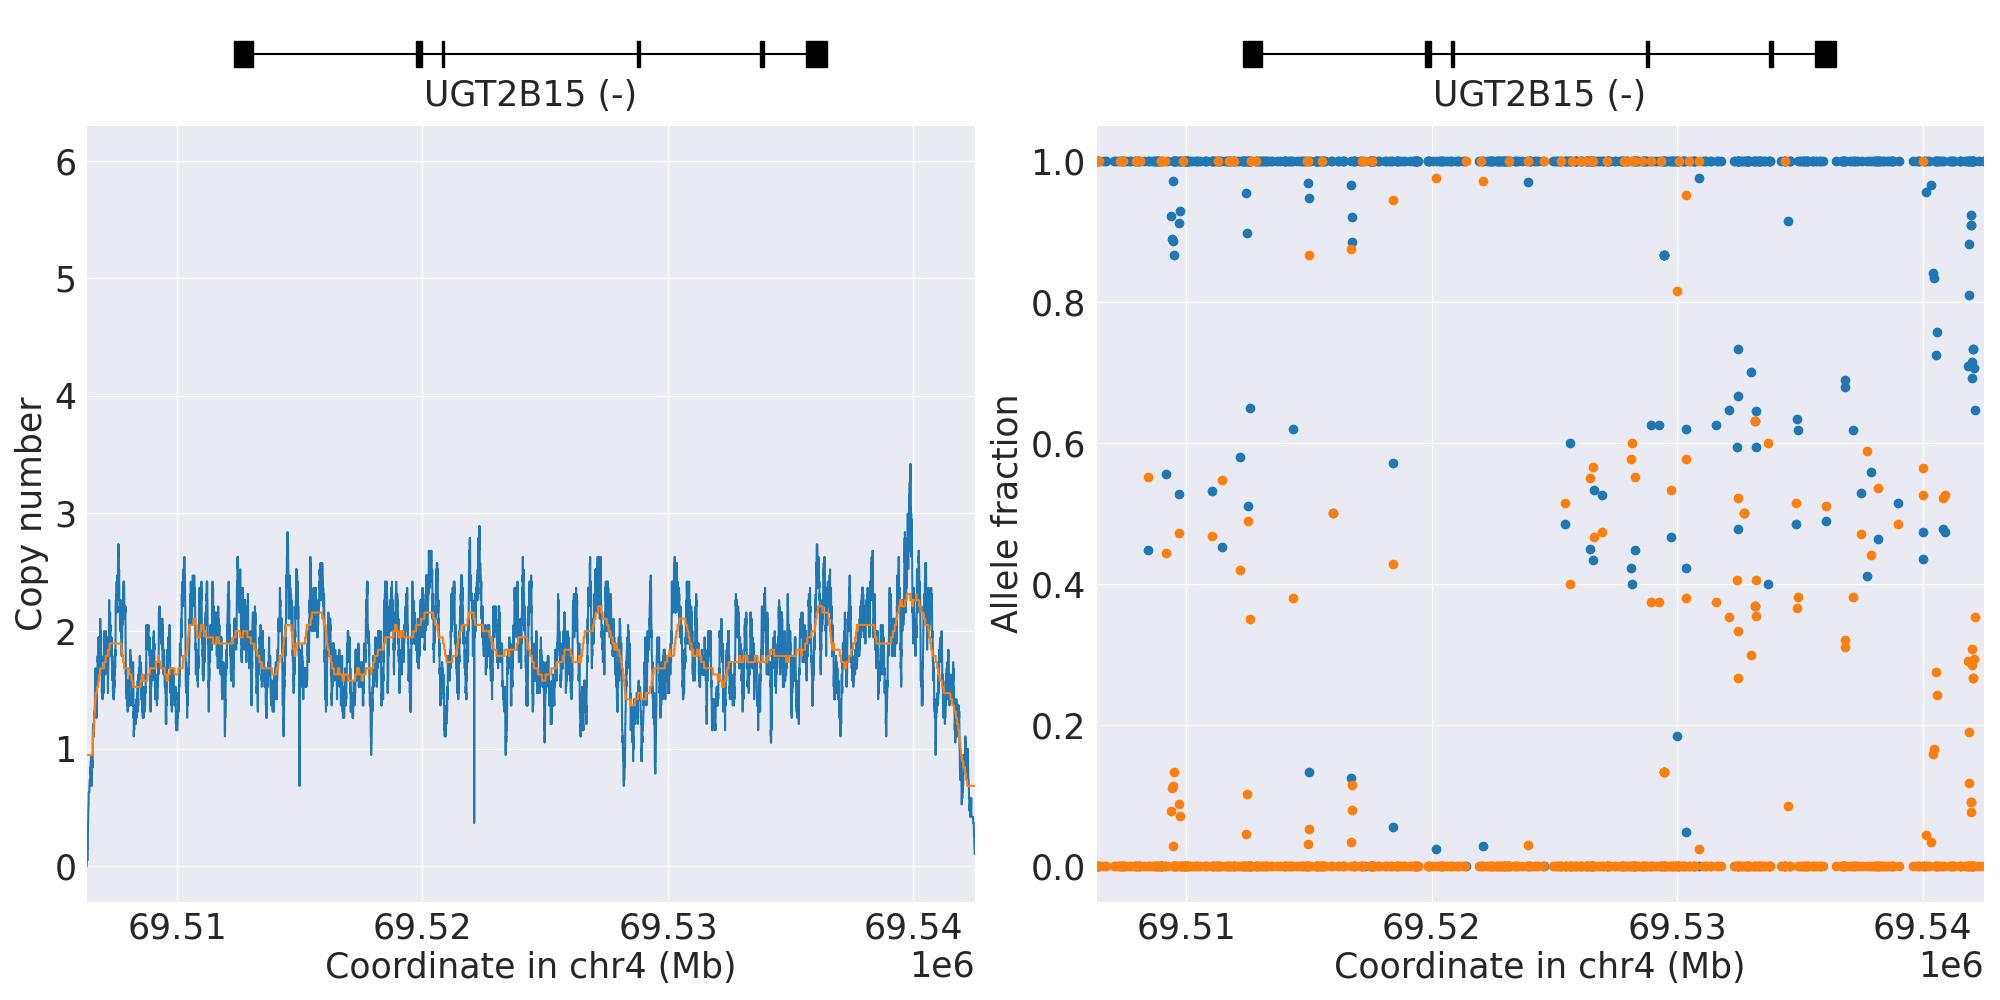 UGT2B15 (-)
6
5
4
3
2
1
0
Copy number
69.51 69.52 69.53 69.54
Coordinate in chr4 (Mb)
1e6
UGT2B15 (-)
1.0
0.8
0.6
0.4
0.2
0.0
Allele fraction
69.51 69.52 69.53 69.54
Coordinate in chr4 (Mb)
1e6